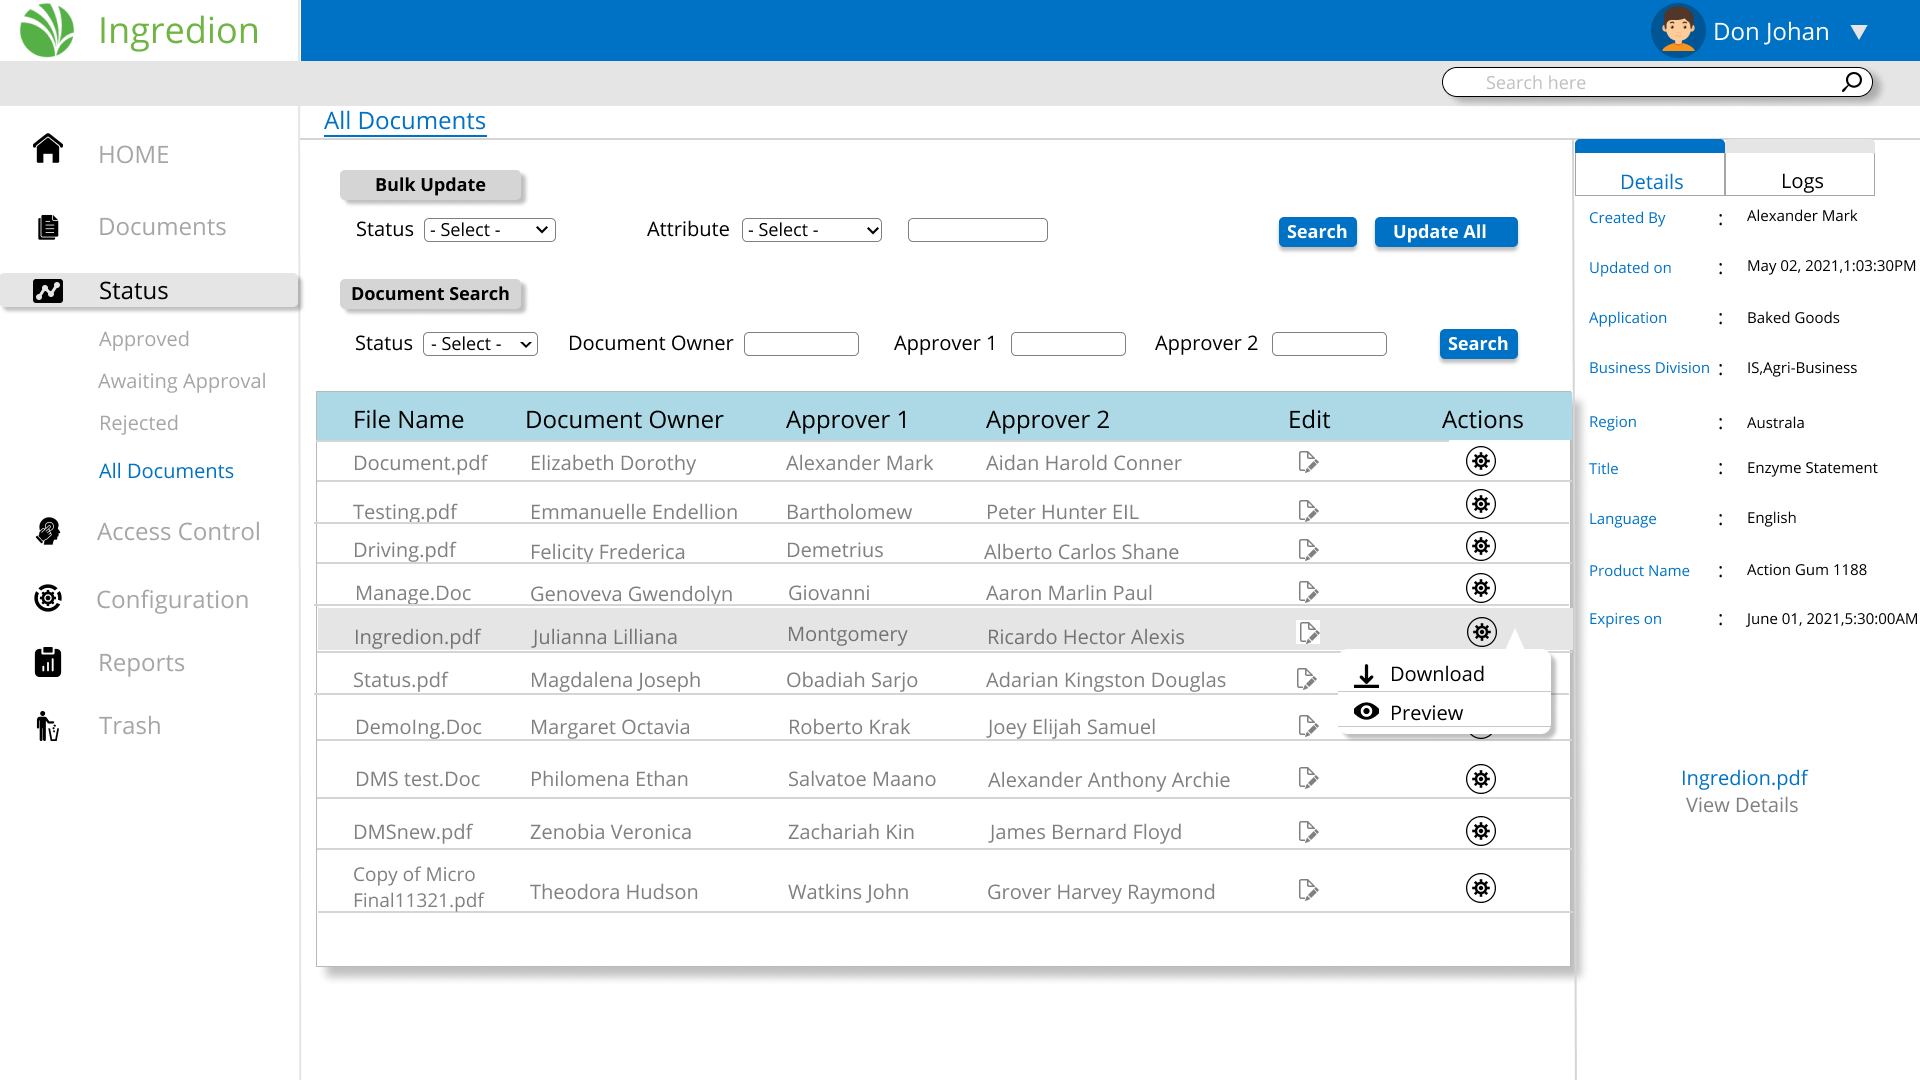 Ingredion
Don Johan
Search here
HOME
Documents
Status
Approved
Awaiting Approval
Rejected
All Documents
Access Control
Configuration
Reports
Trash
All Documents
Bulk Update
Status - Select - Attribute - Select - Search Update All
Document Search
Status - Select - Document Owner Approver 1 Approver 2 Search
File Name Document Owner Approver 1 Approver 2 Edit Actions
Document.pdf Elizabeth Dorothy Alexander Mark Aidan Harold Conner
Testing.pdf Emmanuelle Endellion Bartholomew Peter Hunter EIL
Driving.pdf Felicity Frederica Demetrius Alberto Carlos Shane
Manage.Doc Genoveva Gwendolyn Giovanni Aaron Marlin Paul
Ingredion.pdf Julianna Lilliana Montgomery Ricardo Hector Alexis
Status.pdf Magdalena Joseph Obadiah Sarjo Adarian Kingston Douglas
DemoIng.Doc Margaret Octavia Roberto Krak Joey Elijah Samuel
DMS test.Doc Philomena Ethan Salvatoe Maano Alexander Anthony Archie
DMSnew.pdf Zenobia Veronica Zachariah Kin James Bernard Floyd
Copy of Micro
Final11321.pdf Theodora Hudson Watkins John Grover Harvey Raymond
Download
Preview
Details Logs
Created By : Alexander Mark
Updated on : May 02, 2021,1:03:30PM
Application : Baked Goods
Business Division : IS,Agri-Business
Region : Australa
Title : Enzyme Statement
Language : English
Product Name : Action Gum 1188
Expires on : June 01, 2021,5:30:00AM
Ingredion.pdf
View Details